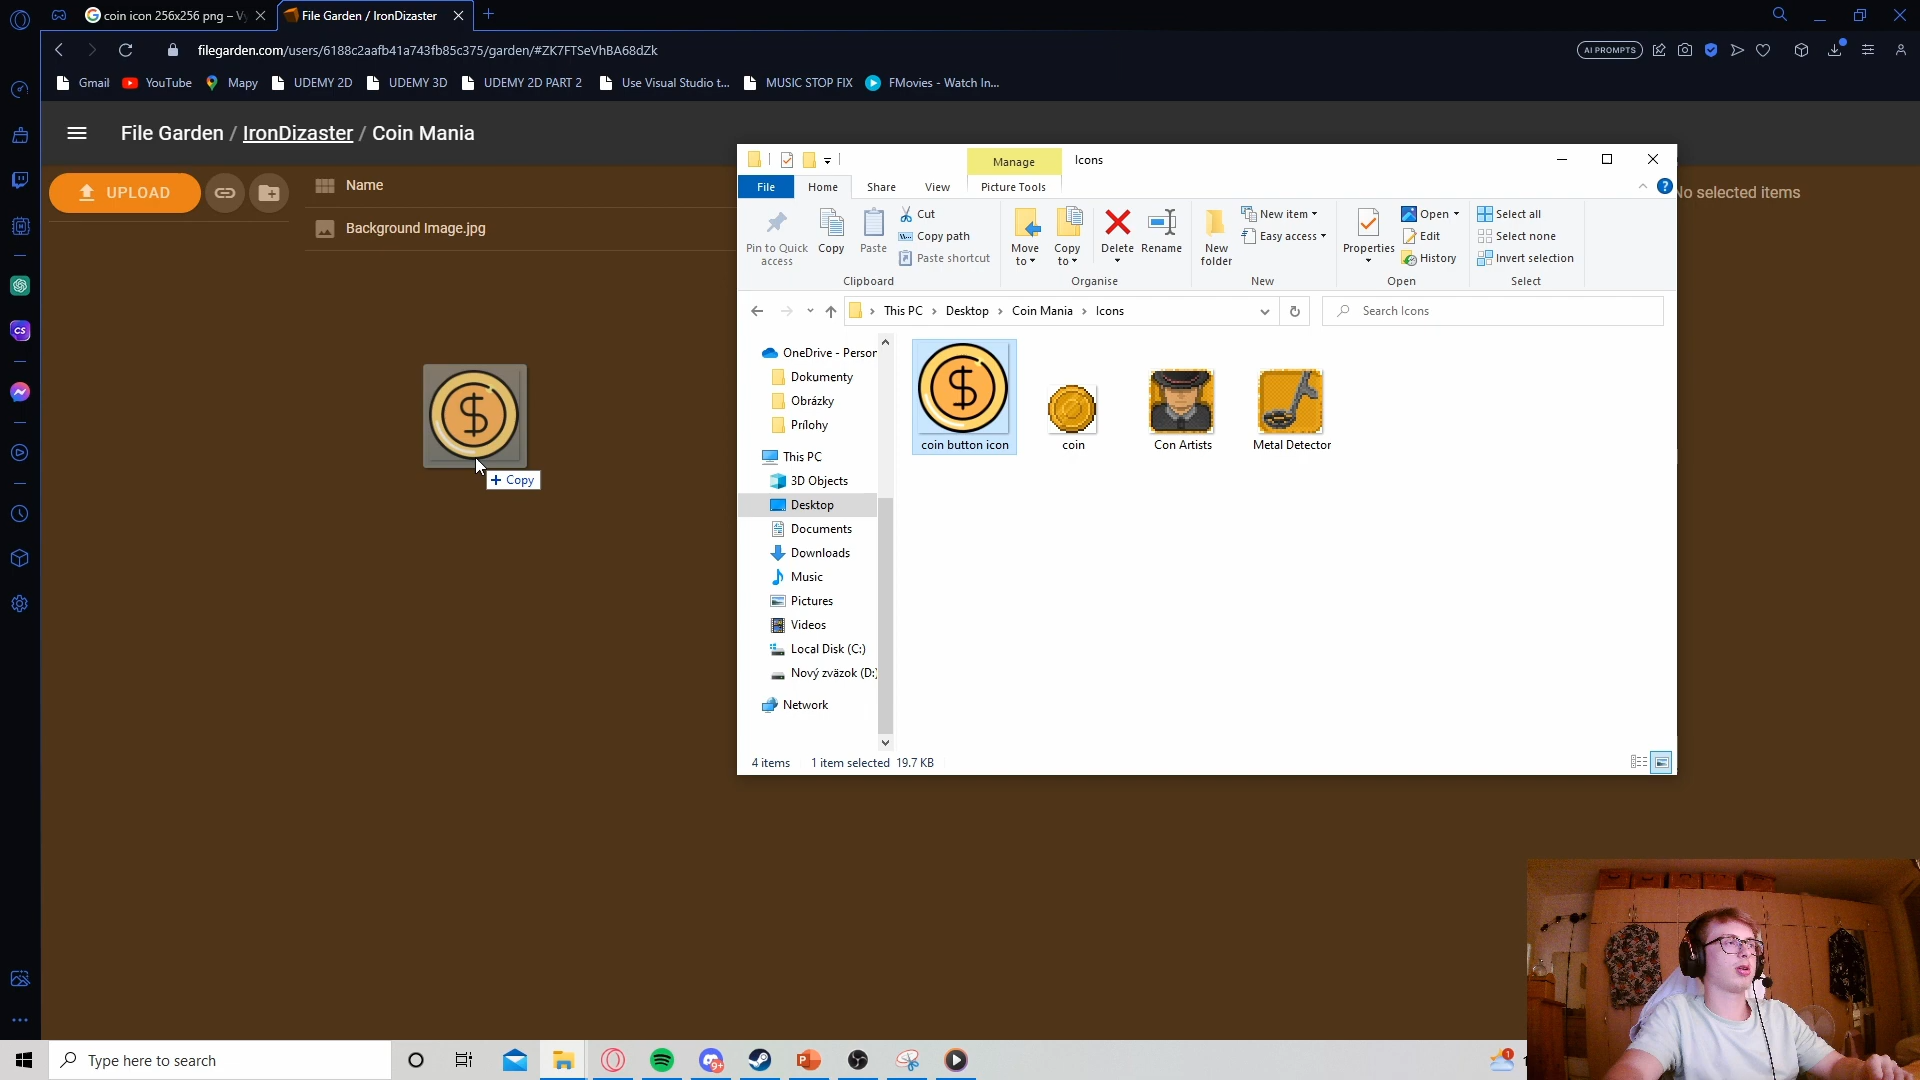 coin icon 256x256 png – Vy
File Garden / IronDizaster
filegarden.com/users/6188c2aafb41a743fb85c375/garden/#ZK7FTSeVhBA68dZk
AI PROMPTS
Gmail
YouTube
Mapy
UDEMY 2D
UDEMY 3D
UDEMY 2D PART 2
Use Visual Studio t...
MUSIC STOP FIX
FMovies - Watch In...
File Garden / IronDizaster / Coin Mania
UPLOAD
Name
Background Image.jpg
No selected items
Copy
Manage
Icons
File
Home
Share
View
Picture Tools
Pin to Quick
access
Copy
Paste
Cut
Copy path
Paste shortcut
Clipboard
Move
to
Copy
to
Delete
Rename
Organise
New
folder
New item
Easy access
New
Properties
Open
Edit
History
Open
Select all
Select none
Invert selection
Select
This PC
Desktop
Coin Mania
Icons
Search Icons
OneDrive - Person
Dokumenty
Obrázky
Prílohy
This PC
3D Objects
Desktop
Documents
Downloads
Music
Pictures
Videos
Local Disk (C:)
Nový zväzok (D:)
Network
coin button icon
coin
Con Artists
Metal Detector
4 items
1 item selected 19.7 KB
Type here to search
9+
1